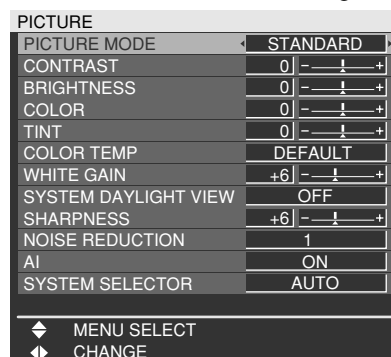 PICTURE
PICTURE MODE STANDARD
CONTRAST 0 - +
BRIGHTNESS 0 - +
COLOR 0 - +
TINT 0 - +
COLOR TEMP DEFAULT
WHITE GAIN +6 - +
SYSTEM DAYLIGHT VIEW OFF
SHARPNESS +6 - +
NOISE REDUCTION 1
AI ON
SYSTEM SELECTOR AUTO
MENU SELECT
CHANGE